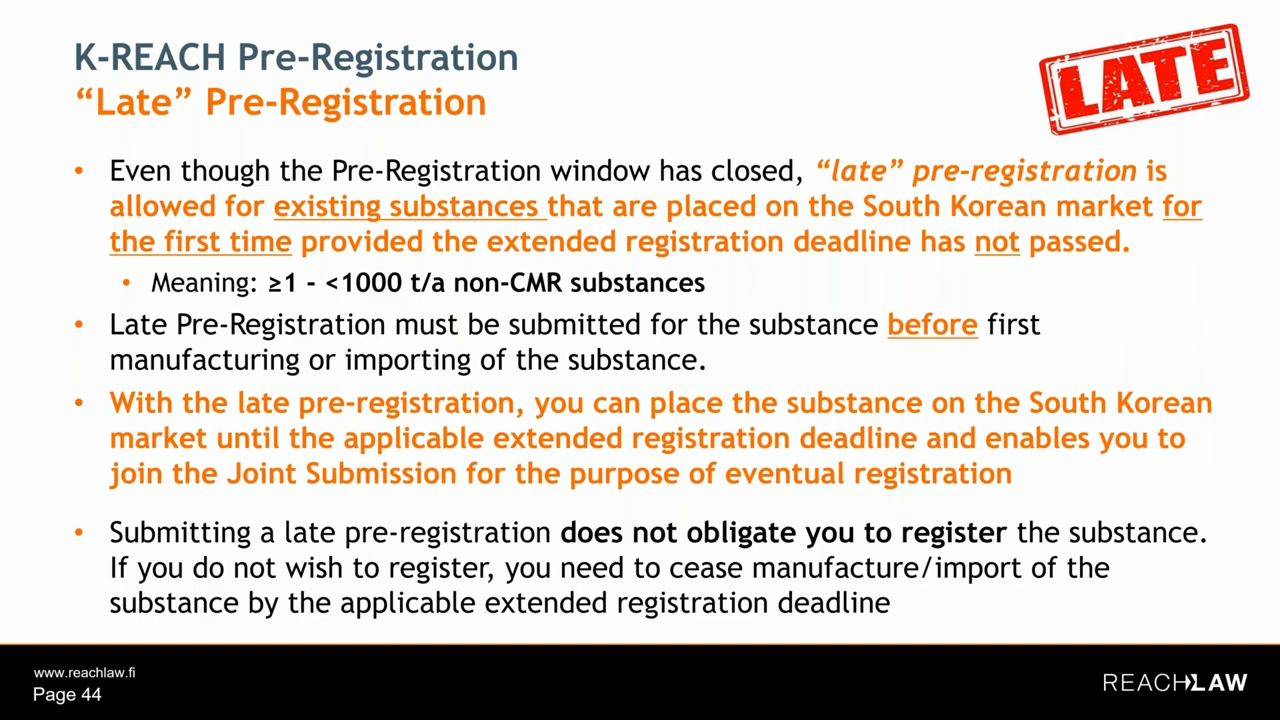 K-REACH Pre-Registration
“Late” Pre-Registration
LATE
• Even though the Pre-Registration window has closed, “late” pre-registration is
allowed for existing substances that are placed on the South Korean market for
the first time provided the extended registration deadline has not passed.
• Meaning: ≥1 - <1000 t/a non-CMR substances
• Late Pre-Registration must be submitted for the substance before first
manufacturing or importing of the substance.
• With the late pre-registration, you can place the substance on the South Korean
market until the applicable extended registration deadline and enables you to
join the Joint Submission for the purpose of eventual registration
• Submitting a late pre-registration does not obligate you to register the substance.
If you do not wish to register, you need to cease manufacture/import of the
substance by the applicable extended registration deadline
www.reachlaw.fi
Page 44
REACHLAW